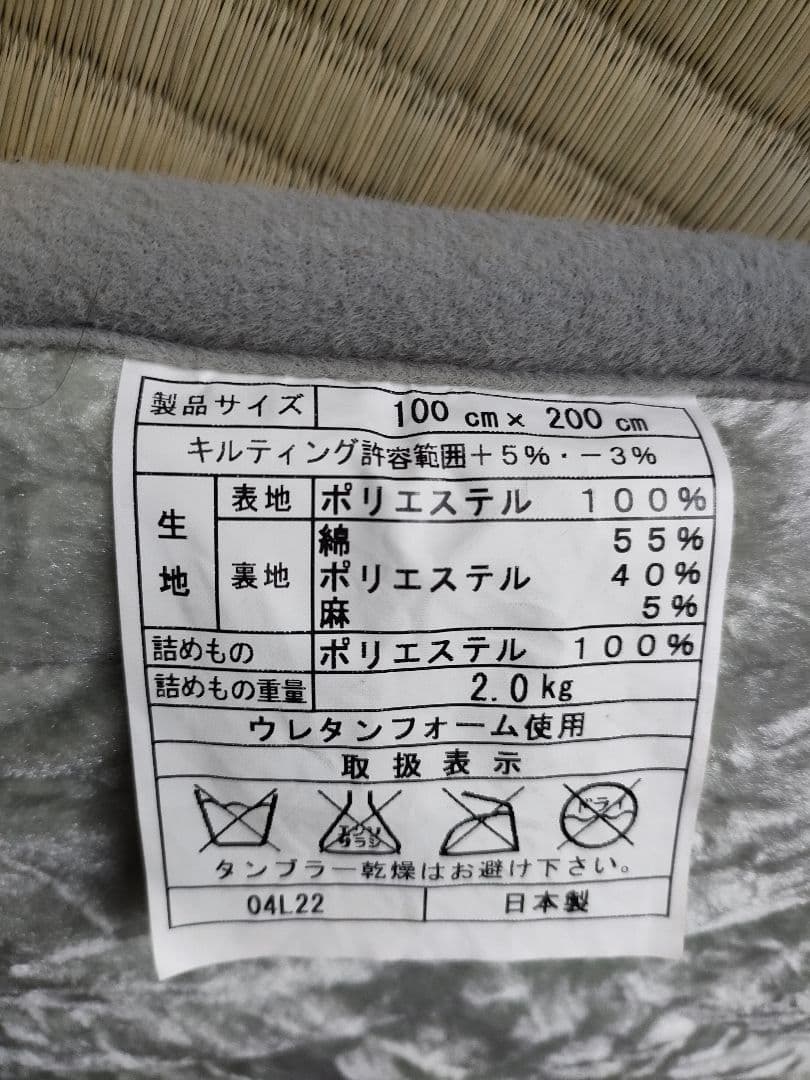 製品サイズ 100 cm × 200 cm
キルティング許容範囲＋5％・－3％
生地 表地 ポリエステル 100％
裏地 綿 55％
ポリエステル 40％
麻 5％
詰めもの ポリエステル 100％
詰めもの重量 2.0 kg
ウレタンフォーム使用
取扱表示
エンソサラシ ドライ
タンブラー乾燥はお避け下さい。
04L22 日本製